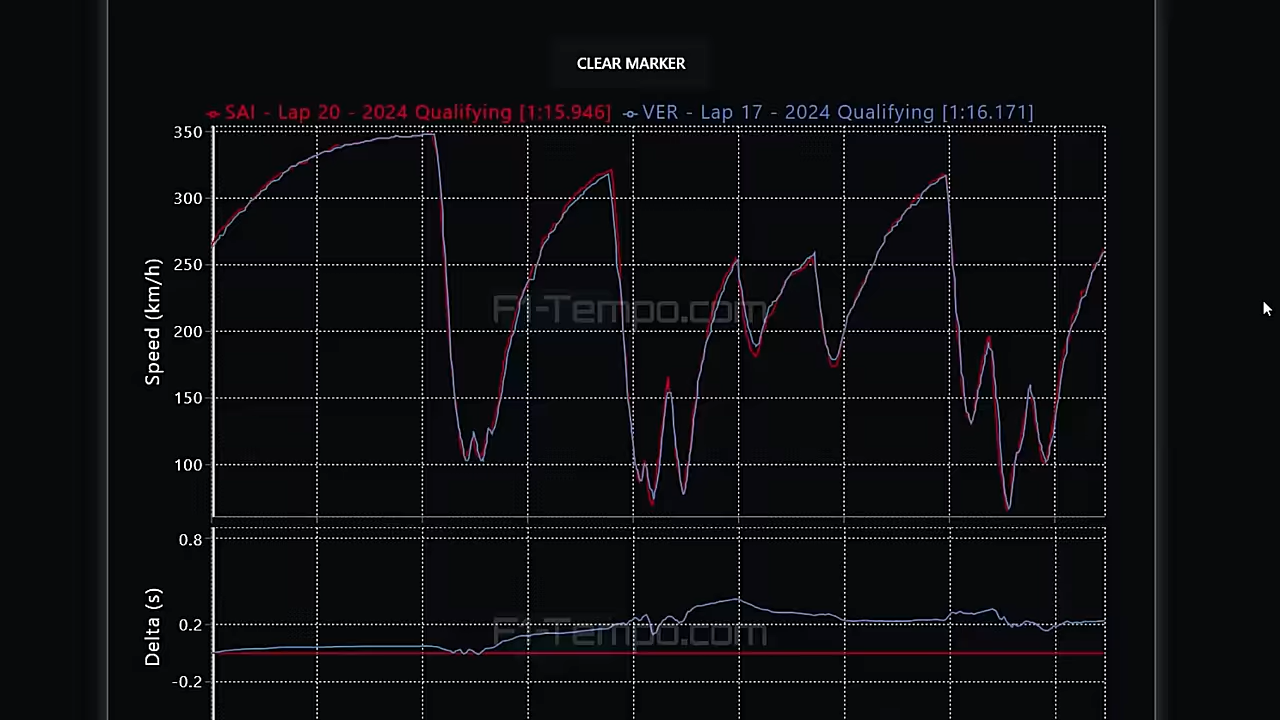 CLEAR MARKER
SAI - Lap 20 - 2024 Qualifying [1:15.946] VER - Lap 17 - 2024 Qualifying [1:16.171]
350
300
250
200
150
100
Speed (km/h)
F1-Tempo.com
0.8
0.2
-0.2
Delta (s)
F1-Tempo.com